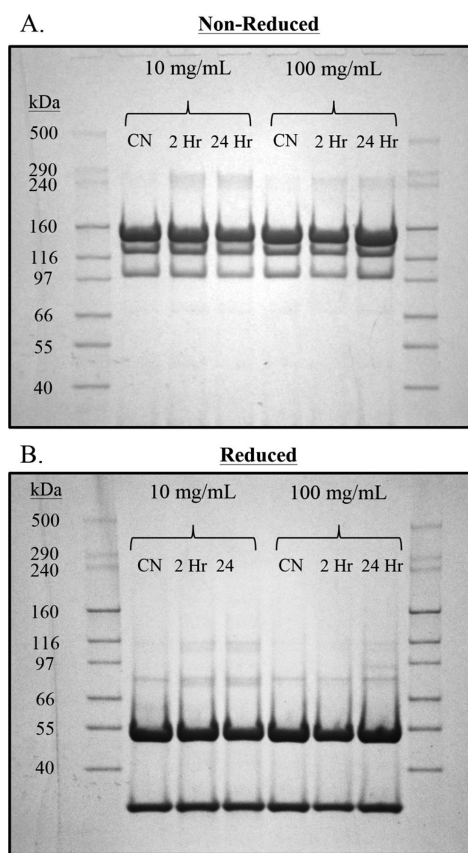 A.
Non-Reduced
10 mg/mL 100 mg/mL
kDa
CN 2 Hr 24 Hr CN 2 Hr 24 Hr
500
290
240
160
116
97
66
55
40
B.
Reduced
10 mg/mL 100 mg/mL
kDa
CN 2 Hr 24 CN 2 Hr 24 Hr
500
290
240
160
116
97
66
55
40